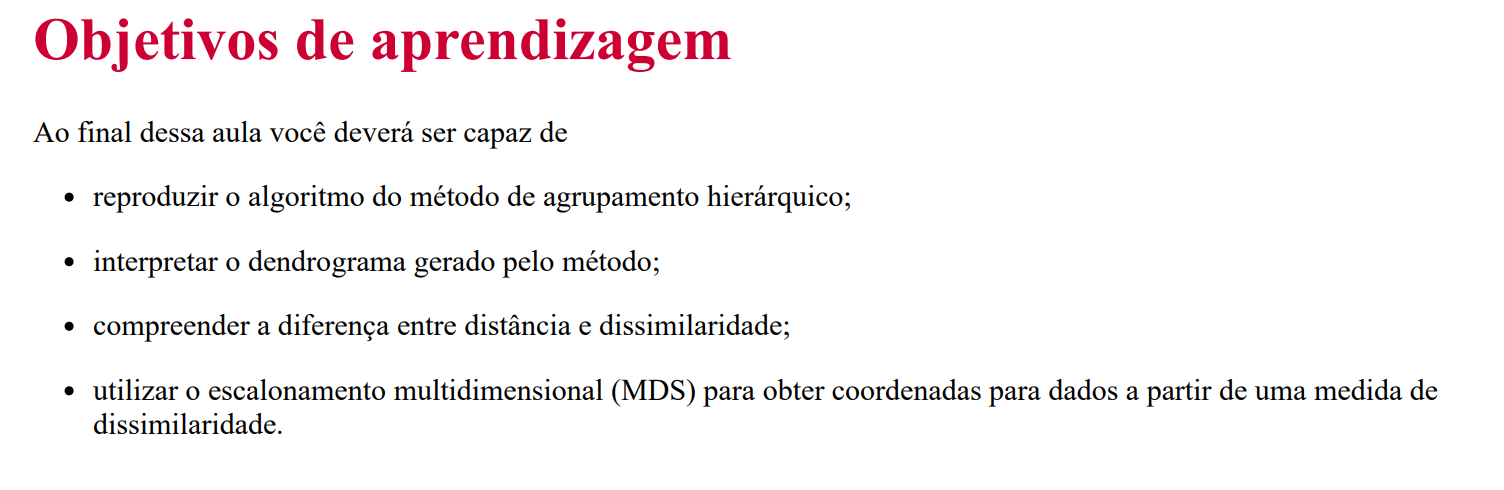 Objetivos de aprendizagem
Ao final dessa aula você deverá ser capaz de
• reproduzir o algoritmo do método de agrupamento hierárquico;
• interpretar o dendrograma gerado pelo método;
• compreender a diferença entre distância e dissimilaridade;
• utilizar o escalonamento multidimensional (MDS) para obter coordenadas para dados a partir de uma medida de
dissimilaridade.